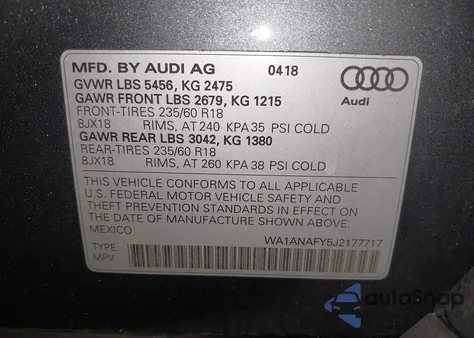 MFD. BY AUDI AG 0418
GVWR LBS 5456, KG 2475
GAWR FRONT LBS 2679, KG 1215
FRONT-TIRES 235/60 R18
8JX18 RIMS, AT 240 KPA 35 PSI COLD
GAWR REAR LBS 3042, KG 1380
REAR-TIRES 235/60 R18
8JX18 RIMS, AT 260 KPA 38 PSI COLD
Audi
THIS VEHICLE CONFORMS TO ALL APPLICABLE
U.S. FEDERAL MOTOR VEHICLE SAFETY AND
THEFT PREVENTION STANDARDS IN EFFECT ON
THE DATE OF MANUFACTURE SHOWN ABOVE.
MEXICO
WA1ANAFY5J2177717
TYPE:
MPV
autoSnap